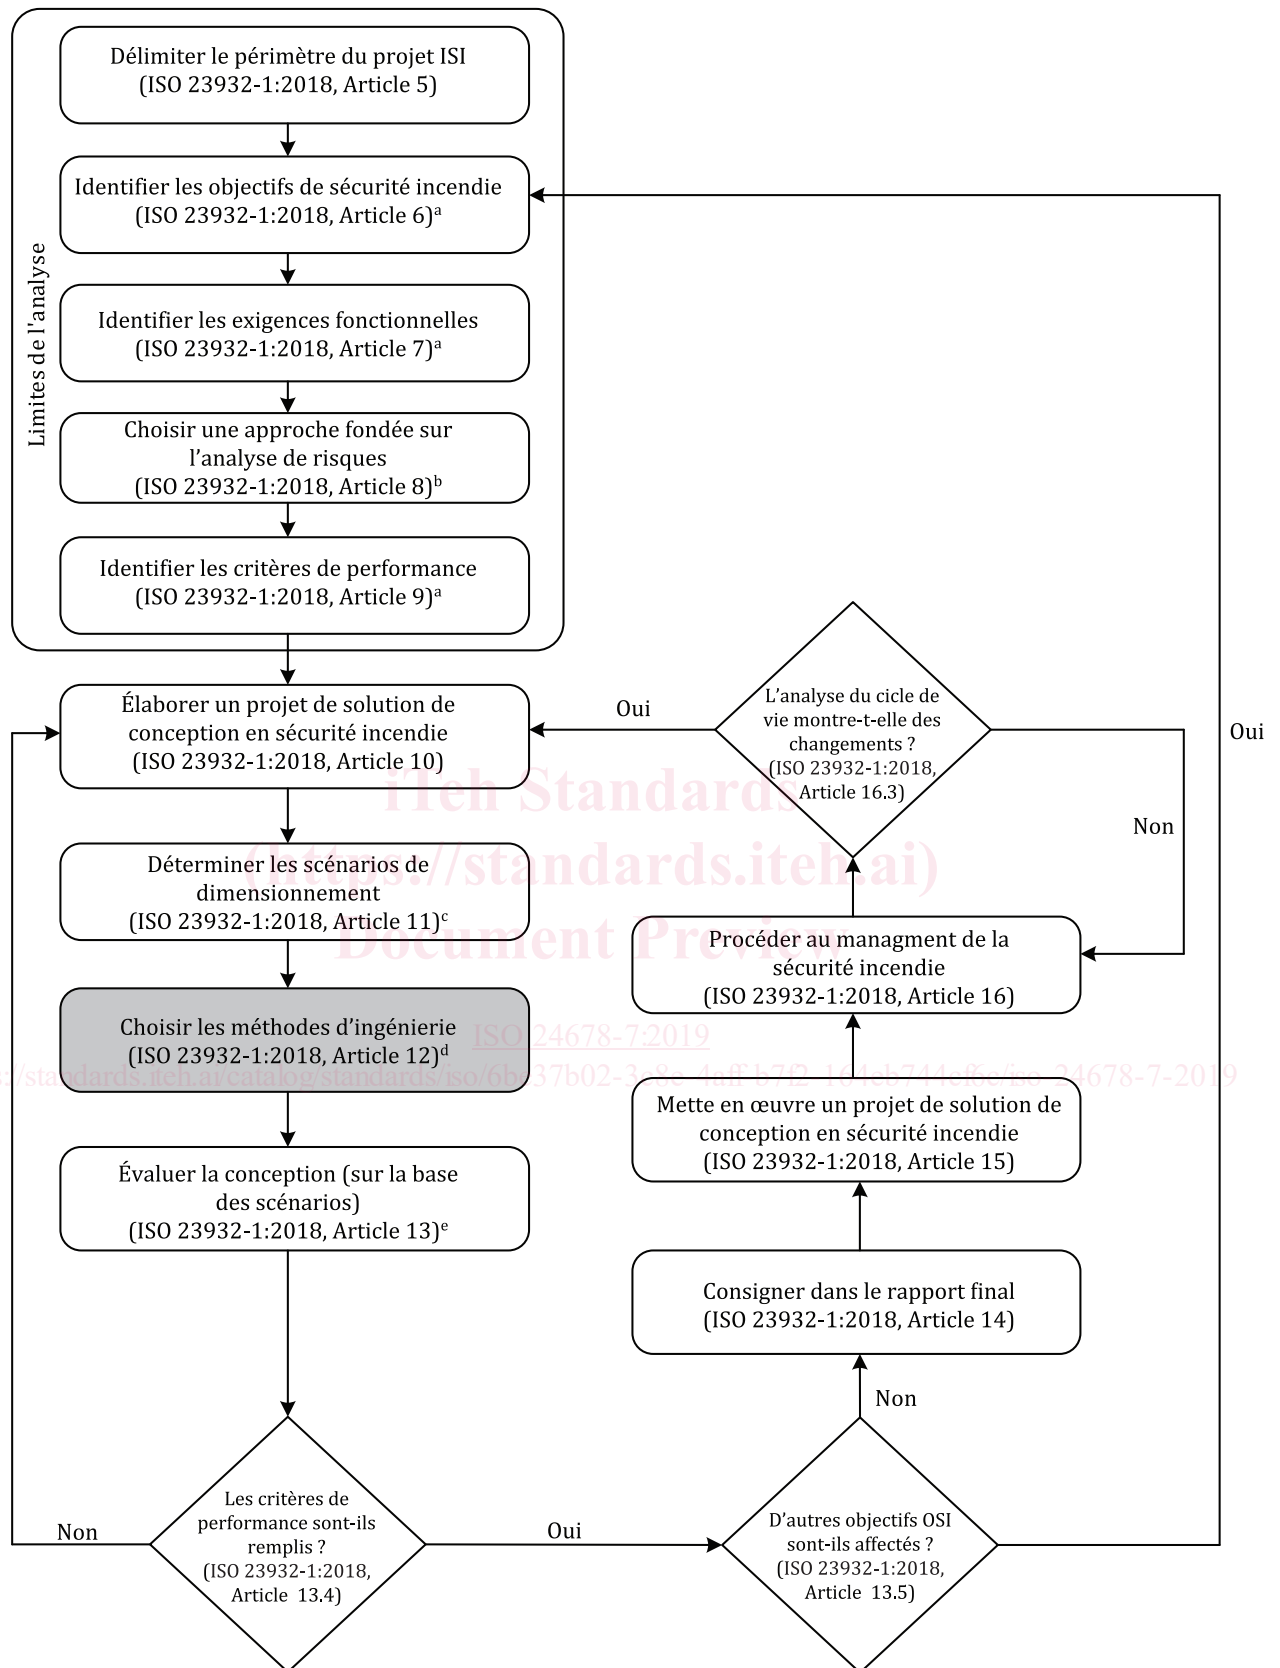 Délimiter le périmètre du projet ISI
(ISO 23932-1:2018, Article 5)
Identifier les objectifs de sécurité incendie
(ISO 23932-1:2018, Article 6)a
Limites de l'analyse
Identifier les exigences fonctionnelles
(ISO 23932-1:2018, Article 7)a
Choisir une approche fondée sur
l’analyse de risques
(ISO 23932-1:2018, Article 8)b
Identifier les critères de performance
(ISO 23932-1:2018, Article 9)a
Élaborer un projet de solution de
conception en sécurité incendie
(ISO 23932-1:2018, Article 10)
Oui
L’analyse du cicle de
vie montre-t-elle des
changements ?
(ISO 23932-1:2018,
Article 16.3)
Oui
Non
iTeh Standards
(https://standards.iteh.ai)
Document Preview
Déterminer les scénarios de
dimensionnement
(ISO 23932-1:2018, Article 11)c
Procéder au managment de la
sécurité incendie
(ISO 23932-1:2018, Article 16)
Choisir les méthodes d’ingénierie
(ISO 23932-1:2018, Article 12)d
ISO 24678-7:2019
Mette en œuvre un projet de solution de
conception en sécurité incendie
(ISO 23932-1:2018, Article 15)
Évaluer la conception (sur la base
des scénarios)
(ISO 23932-1:2018, Article 13)e
Consigner dans le rapport final
(ISO 23932-1:2018, Article 14)
Non
Les critères de
performance sont-ils
remplis ?
(ISO 23932-1:2018,
Article 13.4)
Non
Oui
D’autres objectifs OSI
sont-ils affectés ?
(ISO 23932-1:2018,
Article 13.5)